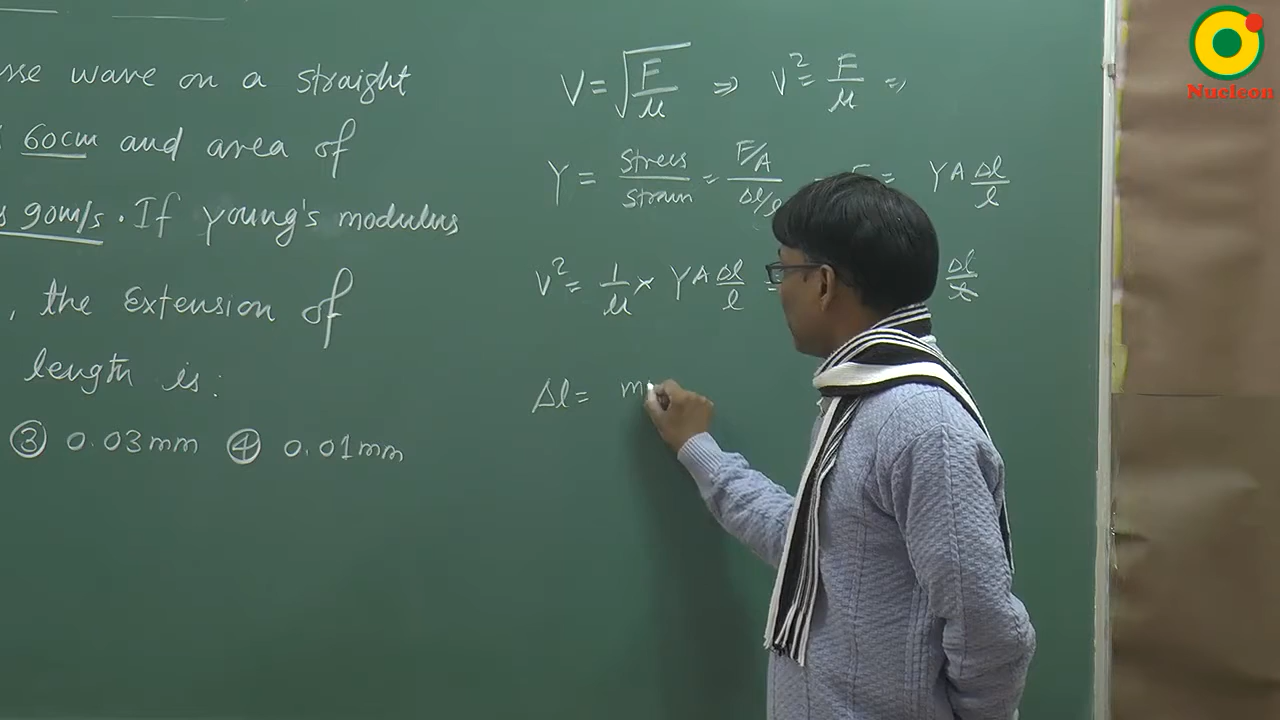 wave on a straight
60cm and area of
90m/s. If young's modulus
, the Extension of
length is:
③ 0.03mm ④ 0.01mm
V = √F/μ ⇒ V² = F/μ ⇒
Y = Stress/Strain = F/A / Δl/l = YA Δl/l
V² = 1/μ × YA Δl/l = Δl/l
Δl = m
Nucleon